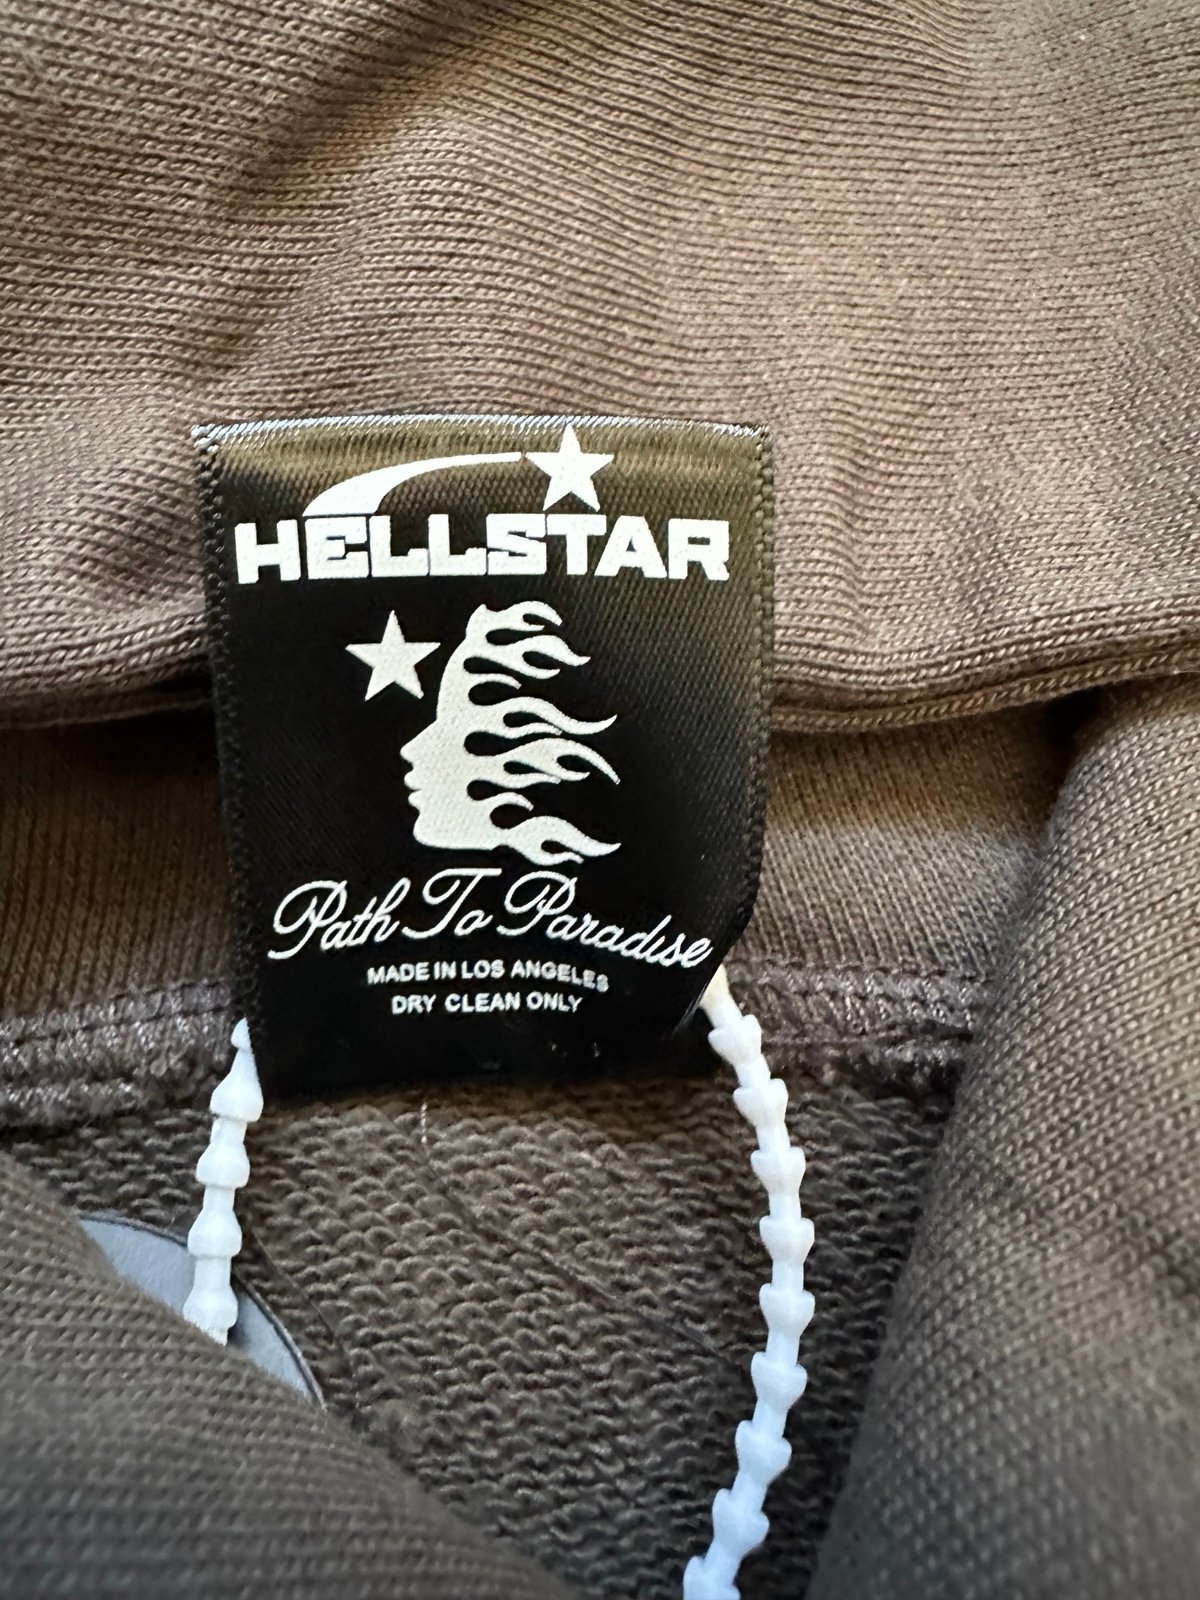 HELLSTAR
Path To Paradise
MADE IN LOS ANGELES
DRY CLEAN ONLY